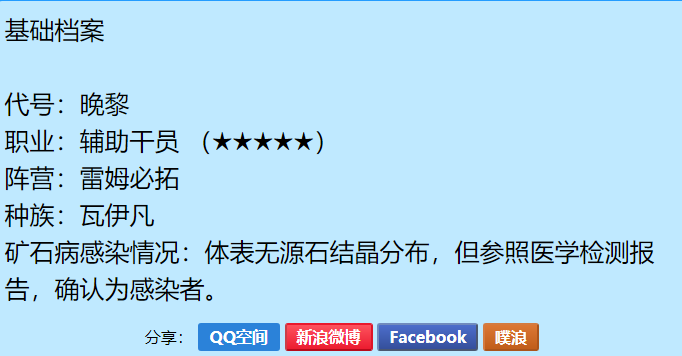 基础档案
代号：晚黎
职业：辅助干员 （★★★★★）
阵营：雷姆必拓
种族：瓦伊凡
矿石病感染情况：体表无源石结晶分布，但参照医学检测报
告，确认为感染者。
分享： QQ空间 新浪微博 Facebook 噗浪